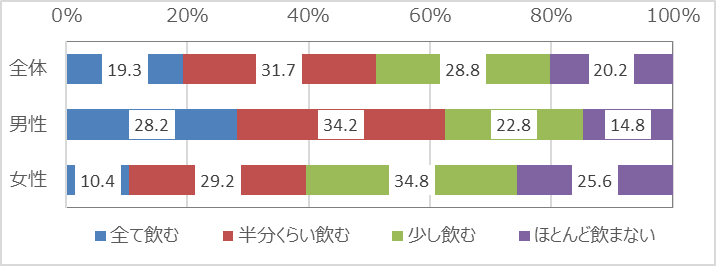 0% 20% 40% 60% 80% 100%
全体 19.3 31.7 28.8 20.2
男性 28.2 34.2 22.8 14.8
女性 10.4 29.2 34.8 25.6
全て飲む 半分くらい飲む 少し飲む ほとんど飲まない